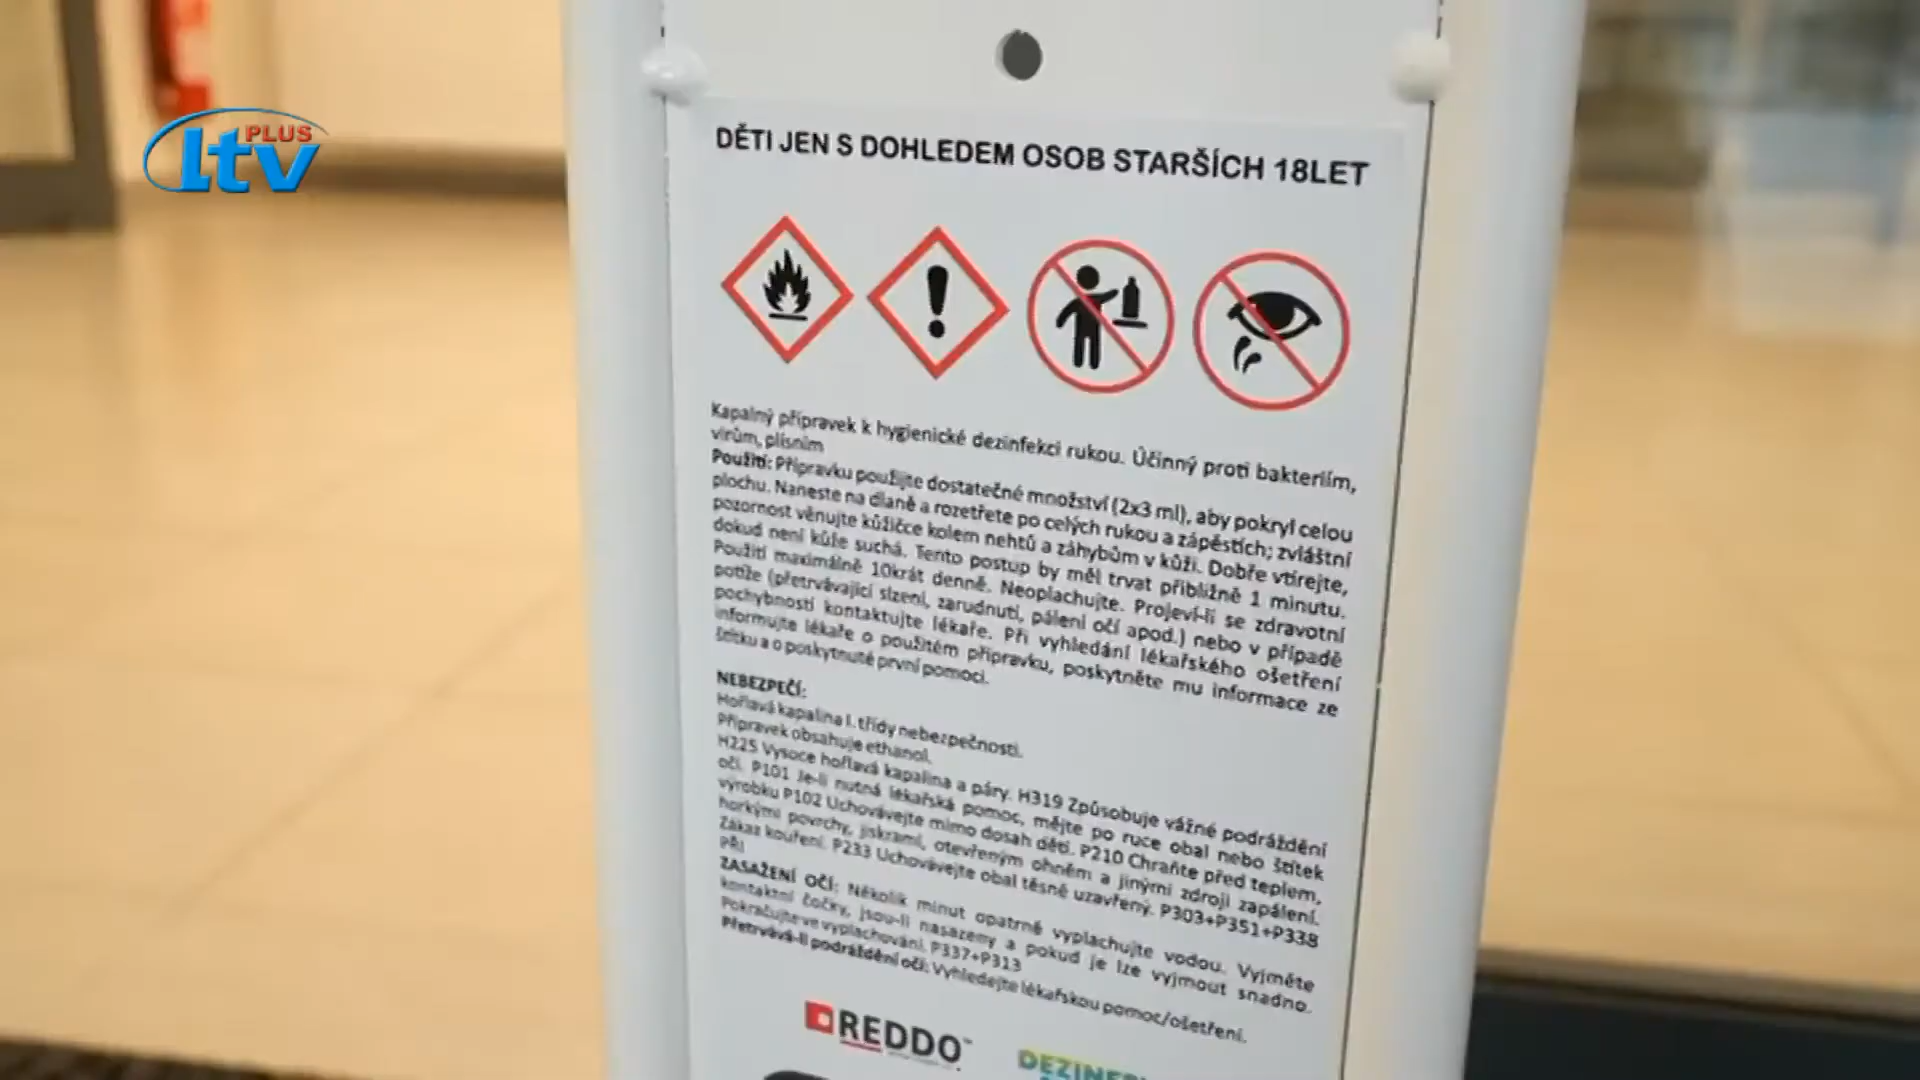 PLUS
ltv
DĚTI JEN S DOHLEDEM OSOB STARŠÍCH 18LET
Kapalný přípravek k hygienické dezinfekci rukou. Účinný proti bakteriím,
virům, plísním
Použití: Přípravku použijte dostatečné množství (2x3 ml), aby pokryl celou
plochu. Naneste na dlaně a rozetřete po celých rukou a zápěstích; zvláštní
pozornost věnujte kůžičce kolem nehtů a záhybům v kůži. Dobře vtírejte,
dokud není kůže suchá. Tento postup by měl trvat přibližně 1 minutu.
Použití maximálně 10krát denně. Neoplachujte. Projeví-li se zdravotní
potíže (přetrvávající slzení, zarudnutí, pálení očí apod.) nebo v případě
pochybností kontaktujte lékaře. Při vyhledání lékařského ošetření
informujte lékaře o použitém přípravku, poskytněte mu informace ze
štítku a o poskytnuté první pomoci.
NEBEZPEČÍ:
Hořlavá kapalina I. třídy nebezpečnosti.
Přípravek obsahuje ethanol.
H225 Vysoce hořlavá kapalina a páry. H319 Způsobuje vážné podráždění
očí. P101 Je-li nutná lékařská pomoc, mějte po ruce obal nebo štítek
výrobku P102 Uchovávejte mimo dosah dětí. P210 Chraňte před teplem,
horkými povrchy, jiskrami, otevřeným ohněm a jinými zdroji zapálení.
Zákaz kouření. P233 Uchovávejte obal těsně uzavřený. P303+P351+P338
PŘI
ZASAŽENÍ OČÍ: Několik minut opatrně vyplachujte vodou. Vyjměte
kontaktní čočky, jsou-li nasazeny a pokud je lze vyjmout snadno.
Pokračujte ve vyplachování. P337+P313
Přetrvává-li podráždění očí: Vyhledejte lékařskou pomoc/ošetření.
REDDO™